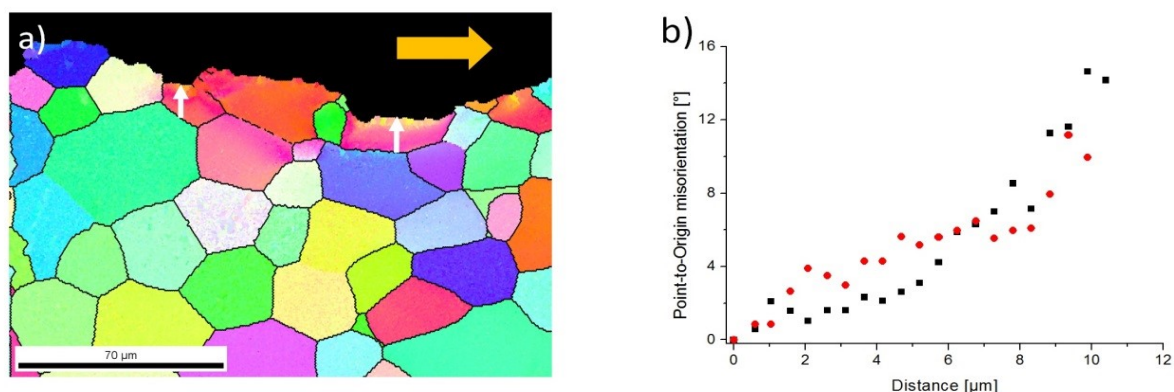 a)
70 µm
b)
Point-to-Origin misorientation [°]
16
12
8
4
0
0 2 4 6 8 10 12
Distance [µm]